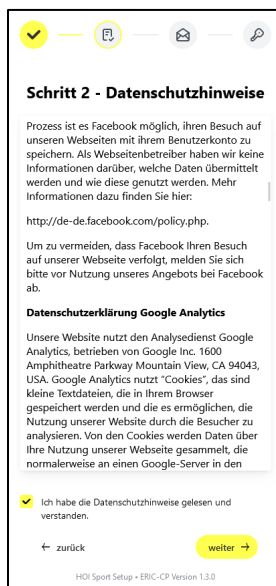 Schritt 2 - Datenschutzhinweise
Prozess ist es Facebook möglich, ihren Besuch auf
unseren Webseiten mit ihrem Benutzerkonto zu
speichern. Als Webseitenbetreiber haben wir keine
Informationen darüber, welche Daten übermittelt
werden und wie diese genutzt werden. Mehr
Informationen dazu finden Sie hier:
http://de-de.facebook.com/policy.php.
Um zu vermeiden, dass Facebook Ihren Besuch
auf unserer Webseite verfolgt, melden Sie sich
bitte vor Nutzung unseres Angebots bei Facebook
ab.
Datenschutzerklärung Google Analytics
Unsere Website nutzt den Analysedienst Google
Analytics, betrieben von Google Inc. 1600
Amphitheatre Parkway Mountain View, CA 94043,
USA. Google Analytics nutzt "Cookies", das sind
kleine Textdateien, die in Ihrem Browser
gespeichert werden und die es ermöglichen, die
Nutzung unserer Website durch die Besucher zu
analysieren. Von den Cookies werden Daten über
Ihre Nutzung unserer Webseite gesammelt, die
normalerweise an einen Google-Server in den
Ich habe die Datenschutzhinweise gelesen und
verstanden.
← zurück
weiter →
HOI Sport Setup • ERIC-CP Version 1.3.0